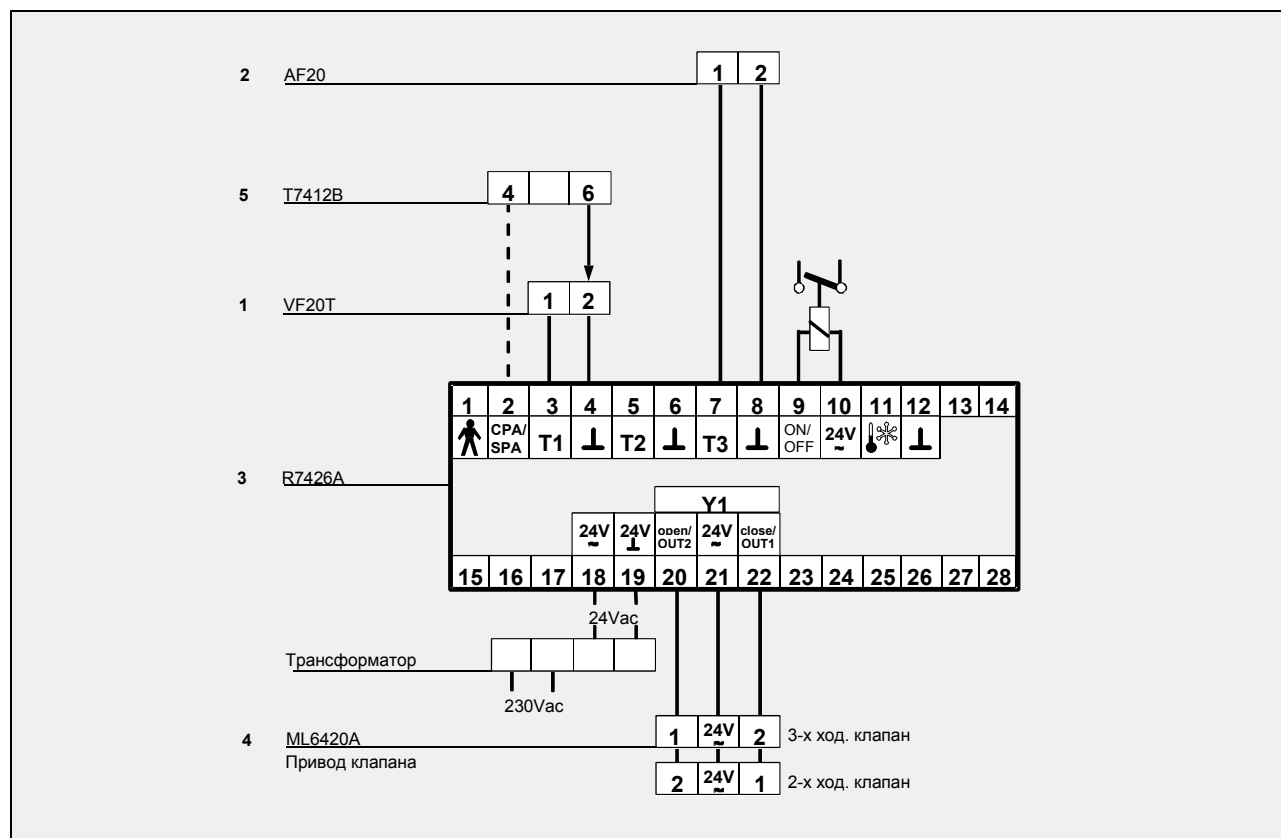 2 AF20 1 2
5 T7412B 4 6
1 VF20T 1 2
1 2 3 4 5 6 7 8 9 10 11 12 13 14
CPA/ SPA T1 ⊥ T2 ⊥ T3 ⊥ ON/ OFF 24V ~ ⊥
3 R7426A
Y1
24V ~ 24V ⊥ open/ OUT2 24V ~ close/ OUT1
15 16 17 18 19 20 21 22 23 24 25 26 27 28
24Vac
Трансформатор
230Vac
4 ML6420A 1 24V ~ 2 3-х ход. клапан
Привод клапана
2 24V ~ 1 2-х ход. клапан